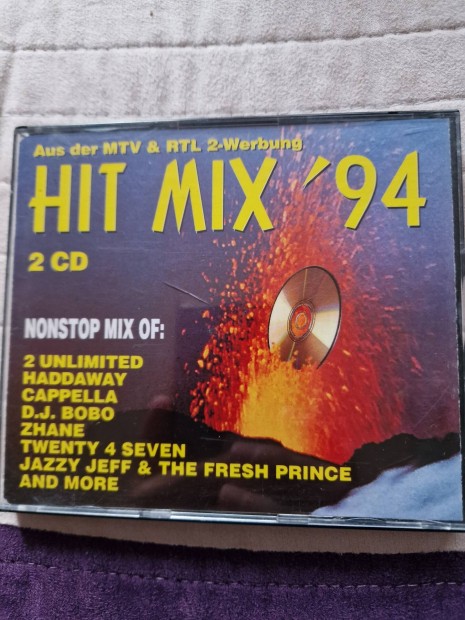 Aus der MTV & RTL 2-Werbung
HIT MIX ´94
2 CD
NONSTOP MIX OF:
2 UNLIMITED
HADDAWAY
CAPPELLA
D.J. BOBO
ZHANE
TWENTY 4 SEVEN
JAZZY JEFF & THE FRESH PRINCE
AND MORE